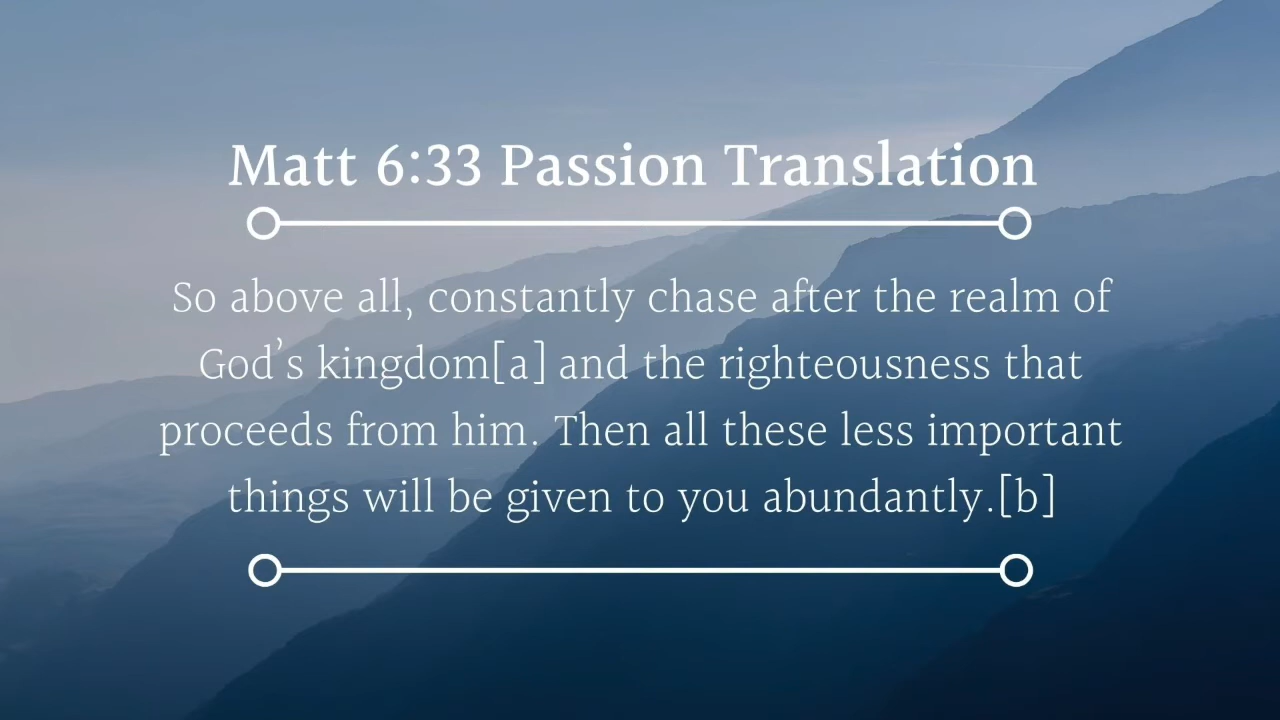 Matt 6:33 Passion Translation
So above all, constantly chase after the realm of
God’s kingdom[a] and the righteousness that
proceeds from him. Then all these less important
things will be given to you abundantly.[b]